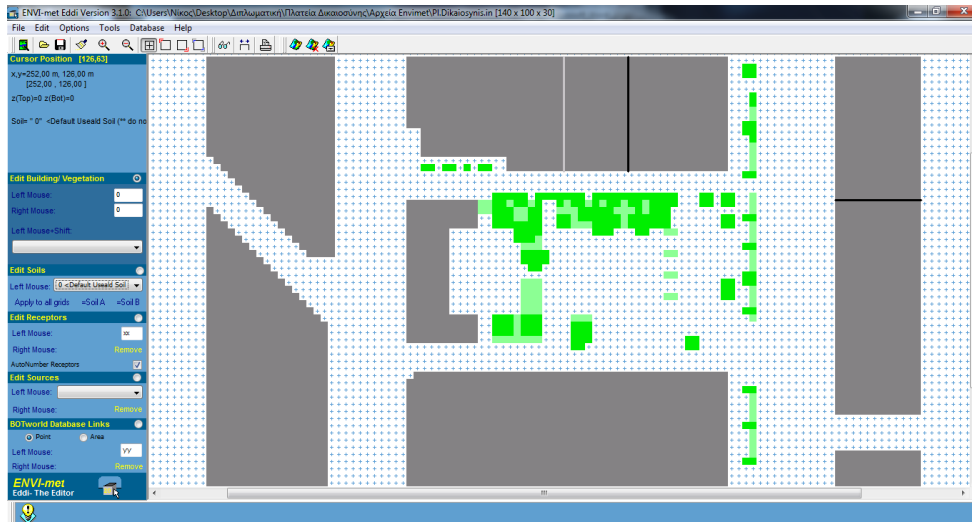 ENVI-met Eddi Version 3.1.0: C:\Users\Νίκος\Desktop\Διπλωματική\Πλατεία Δικαιοσύνης\Αρχεία Envimet\Pl.Dikaiosynis.in [140 x 100 x 30]
File Edit Options Tools Database Help
Cursor Position [126,63]
x,y=252,00 m, 126,00 m
[252,00 , 126,00 ]
z(Top)=0 z(Bot)=0
Soil= " 0" <Default Useald Soil (** do no
Edit Building/ Vegetation
Left Mouse: 0
Right Mouse: 0
Left Mouse+Shift:
Edit Soils
Left Mouse: 0 <Default Useald Soil
Apply to all grids =Soil A =Soil B
Edit Receptors
Left Mouse: xx
Right Mouse: Remove
AutoNumber Receptors
Edit Sources
Left Mouse:
Right Mouse: Remove
BOTworld Database Links
Point Area
Left Mouse: YY
Right Mouse: Remove
ENVI-met
Eddi- The Editor